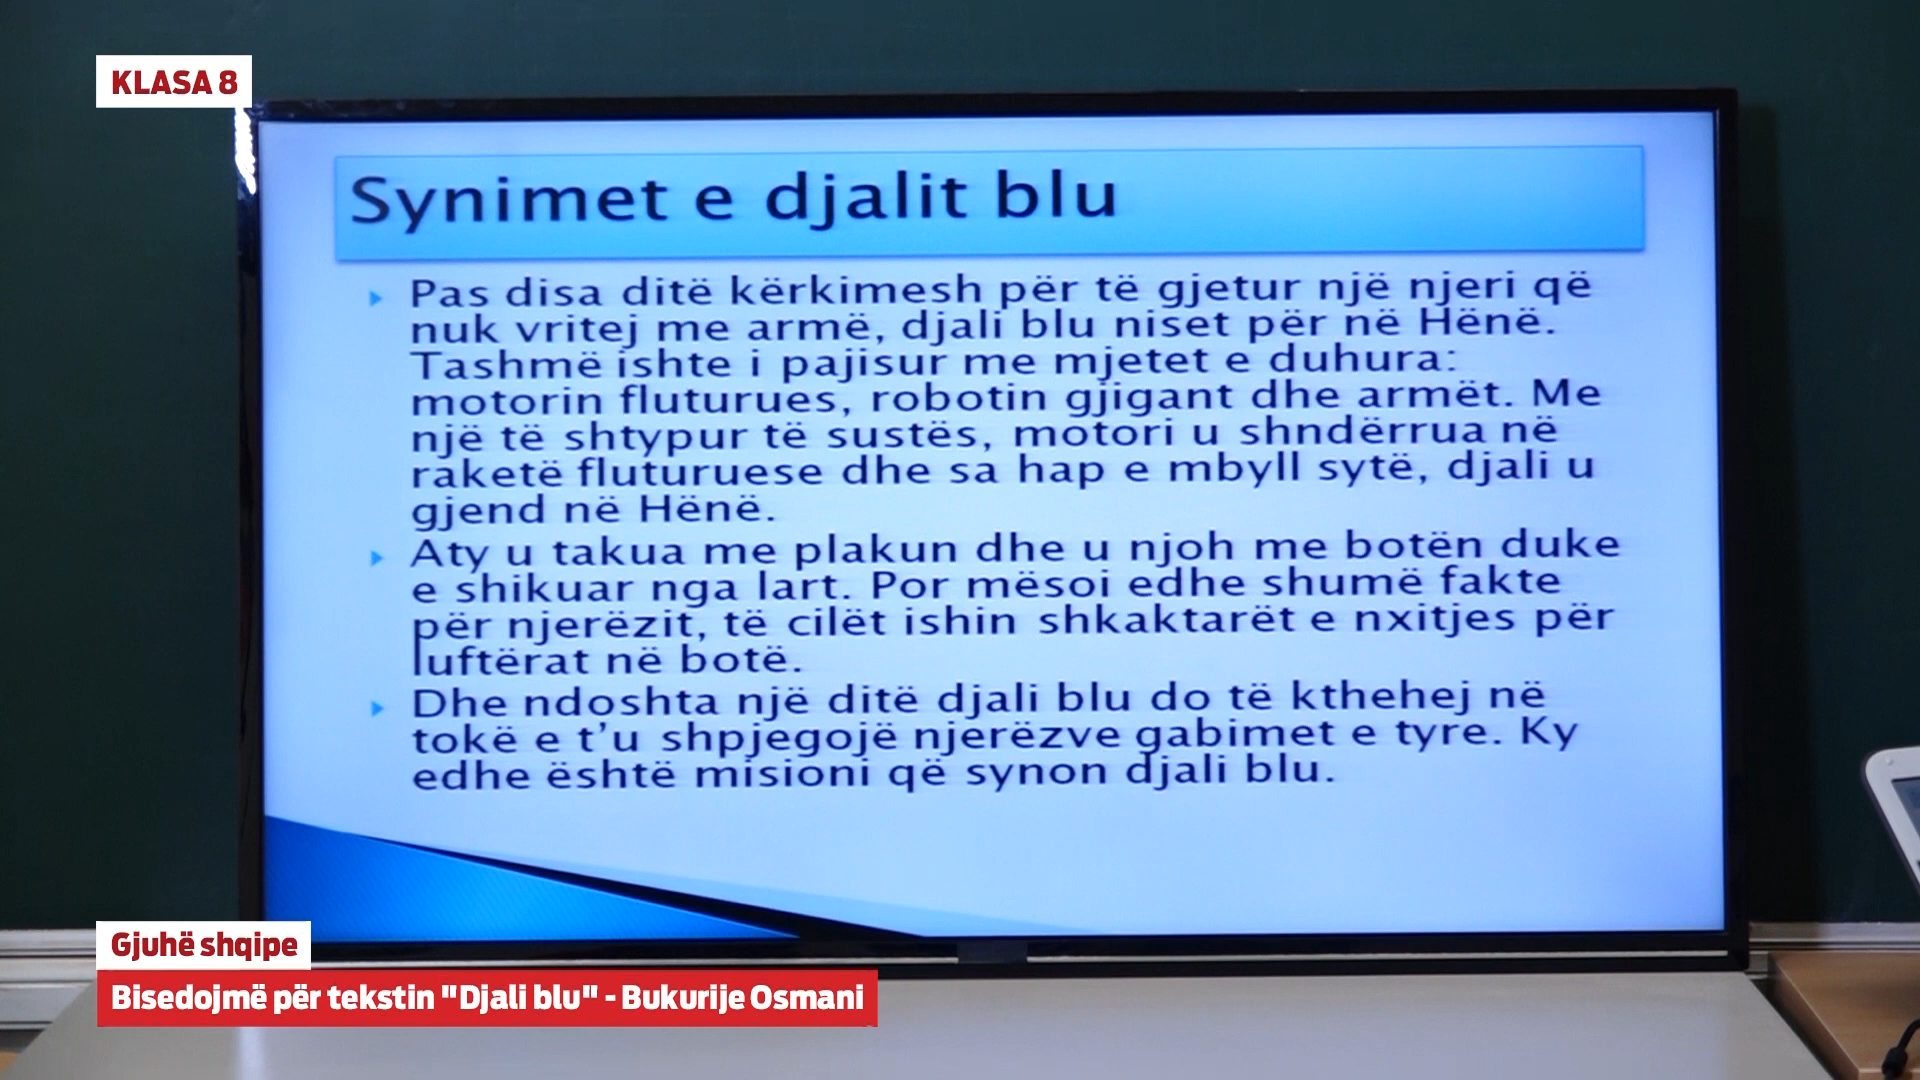 KLASA 8
Synimet e djalit blu
Pas disa ditë kërkimesh për të gjetur një njeri që
nuk vritej me armë, djali blu niset për në Hënë.
Tashmë ishte i pajisur me mjetet e duhura:
motorin fluturues, robotin gjigant dhe armët. Me
një të shtypur të sustës, motori u shndërrua në
raketë fluturuese dhe sa hap e mbyll sytë, djali u
gjend në Hënë.
Aty u takua me plakun dhe u njoh me botën duke
e shikuar nga lart. Por mësoi edhe shumë fakte
për njerëzit, të cilët ishin shkaktarët e nxitjes për
luftërat në botë.
Dhe ndoshta një ditë djali blu do të kthehej në
tokë e t’u shpjegojë njerëzve gabimet e tyre. Ky
edhe është misioni që synon djali blu.
Gjuhë shqipe
Bisedojmë për tekstin "Djali blu" - Bukurije Osmani